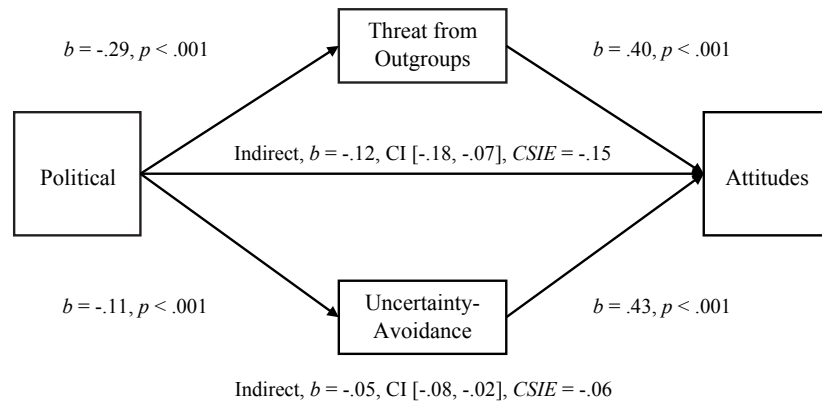 Threat from
Outgroups
b = -.29, p < .001
b = .40, p < .001
Indirect, b = -.12, CI [-.18, -.07], CSIE = -.15
Political
Attitudes
b = -.11, p < .001
Uncertainty-
Avoidance
b = .43, p < .001
Indirect, b = -.05, CI [-.08, -.02], CSIE = -.06